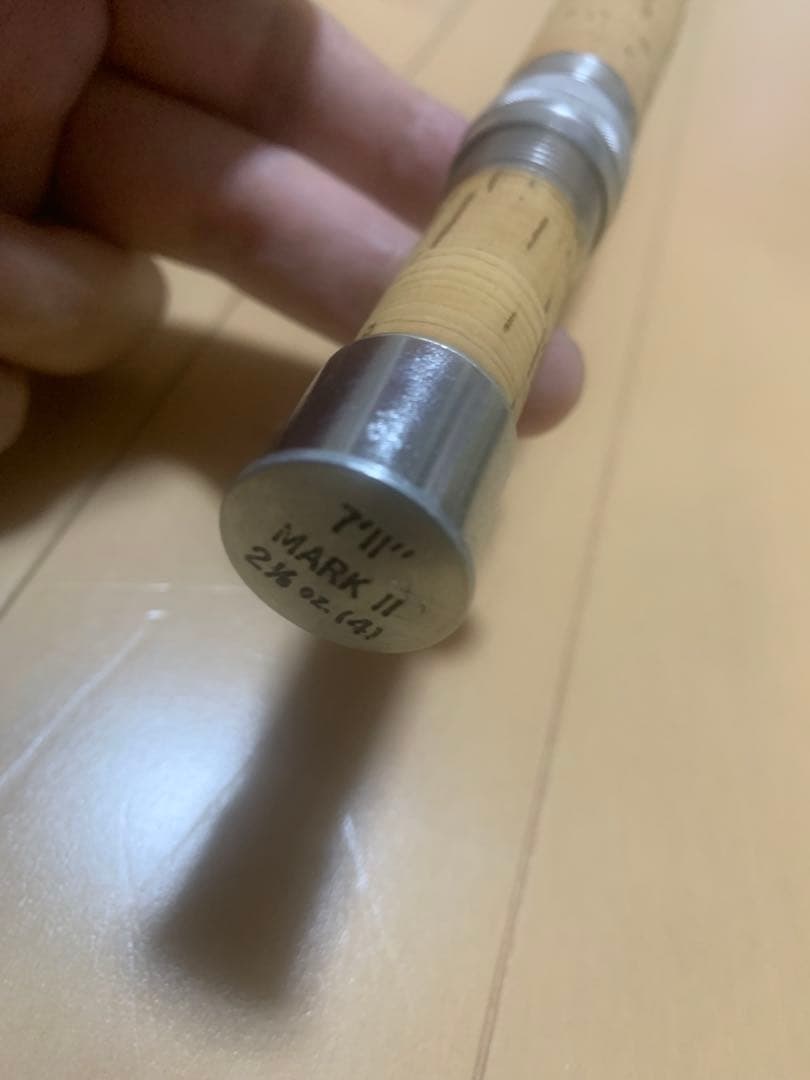 7'11"
MARK II
2⅛ oz. (4)